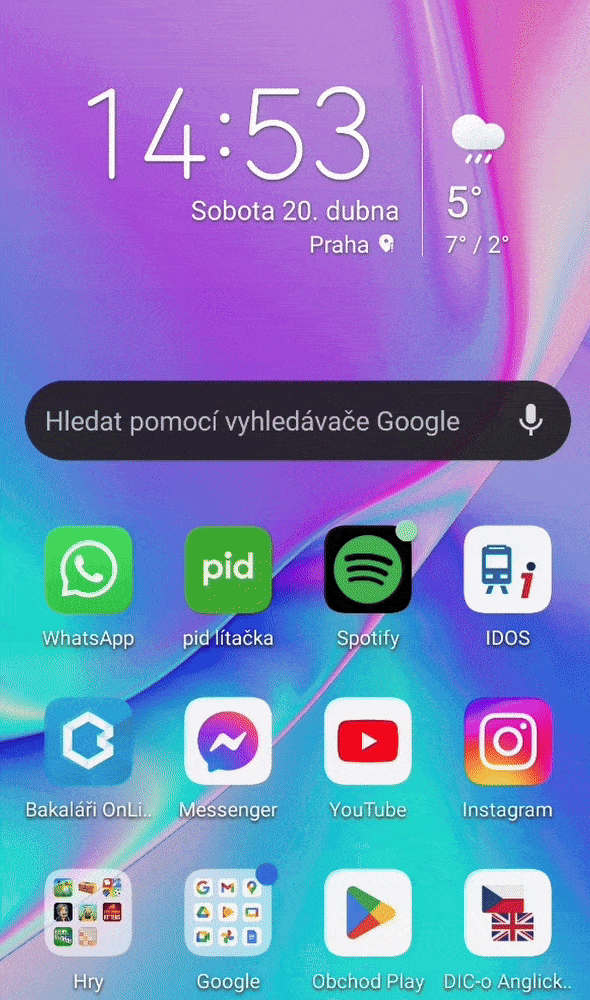 14:53
Sobota 20. dubna
Praha
5°
7° / 2°
Hledat pomocí vyhledávače Google
pid
WhatsApp
pid lítačka
Spotify
IDOS
Bakaláři OnLi..
Messenger
YouTube
Instagram
Hry
Google
Obchod Play
DIC-o Anglick..